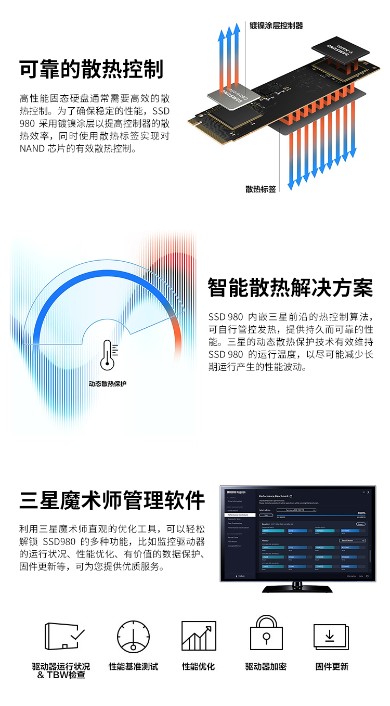 镀镍涂层控制器
可靠的散热控制
高性能固态硬盘通常需要高效的散
热控制。为了确保稳定的性能，SSD
980 采用镀镍涂层以提高控制器的散
热效率，同时使用散热标签实现对
NAND 芯片的有效散热控制。
SAMSUNG
散热标签
智能散热解决方案
SSD 980 内嵌三星前沿的热控制算法，
可自行管控发热，提供持久而可靠的性
能。三星的动态散热保护技术有效维持
SSD 980 的运行温度，以尽可能减少长
期运行产生的性能波动。
动态散热保护
三星魔术师管理软件
利用三星魔术师直观的优化工具，可以轻松
解锁 SSD980 的多种功能，比如监控驱动器
的运行状况、性能优化、有价值的数据保护、
固件更新等，可为您提供优质服务。
驱动器运行状况
& TBW检查
性能基准测试
性能优化
驱动器加密
固件更新